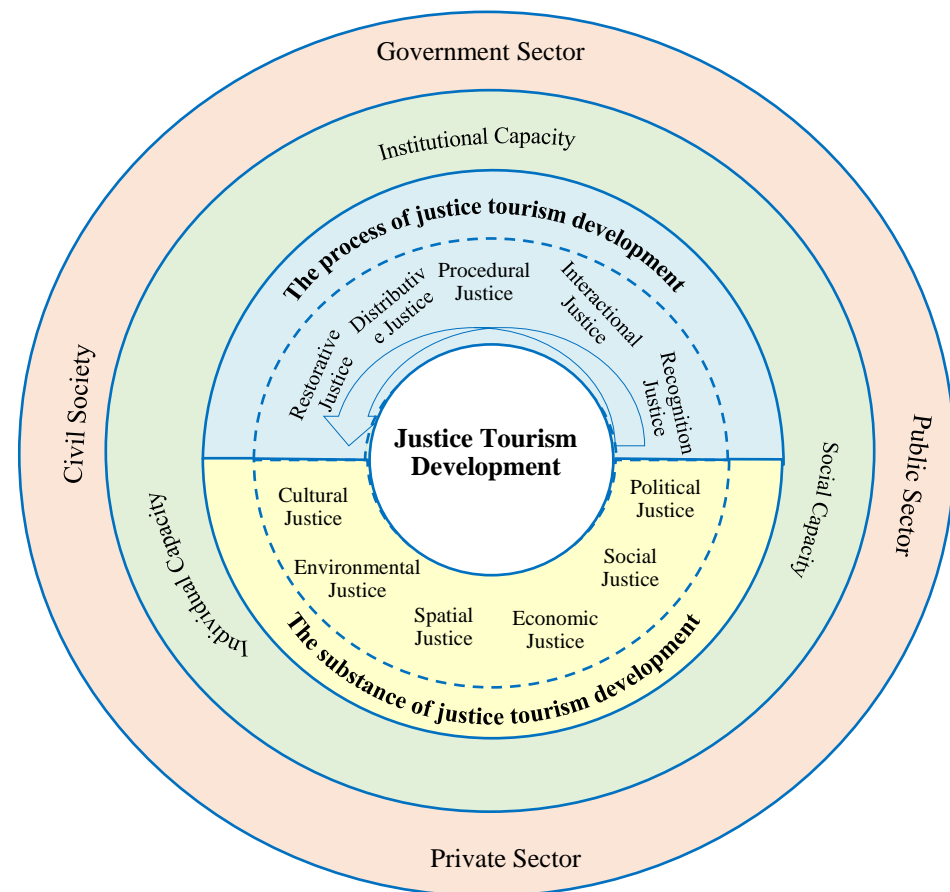 Government Sector
Institutional Capacity
The process of justice tourism development
Procedural
Justice
Distributiv
e Justice
Interactional
Justice
Restorative
Justice
Recognition
Justice
Civil Society
Public Sector
Justice Tourism
Development
Social Capacity
Individual Capacity
Cultural
Justice
Political
Justice
Environmental
Justice
Social
Justice
Spatial
Justice
Economic
Justice
The substance of justice tourism development
Private Sector